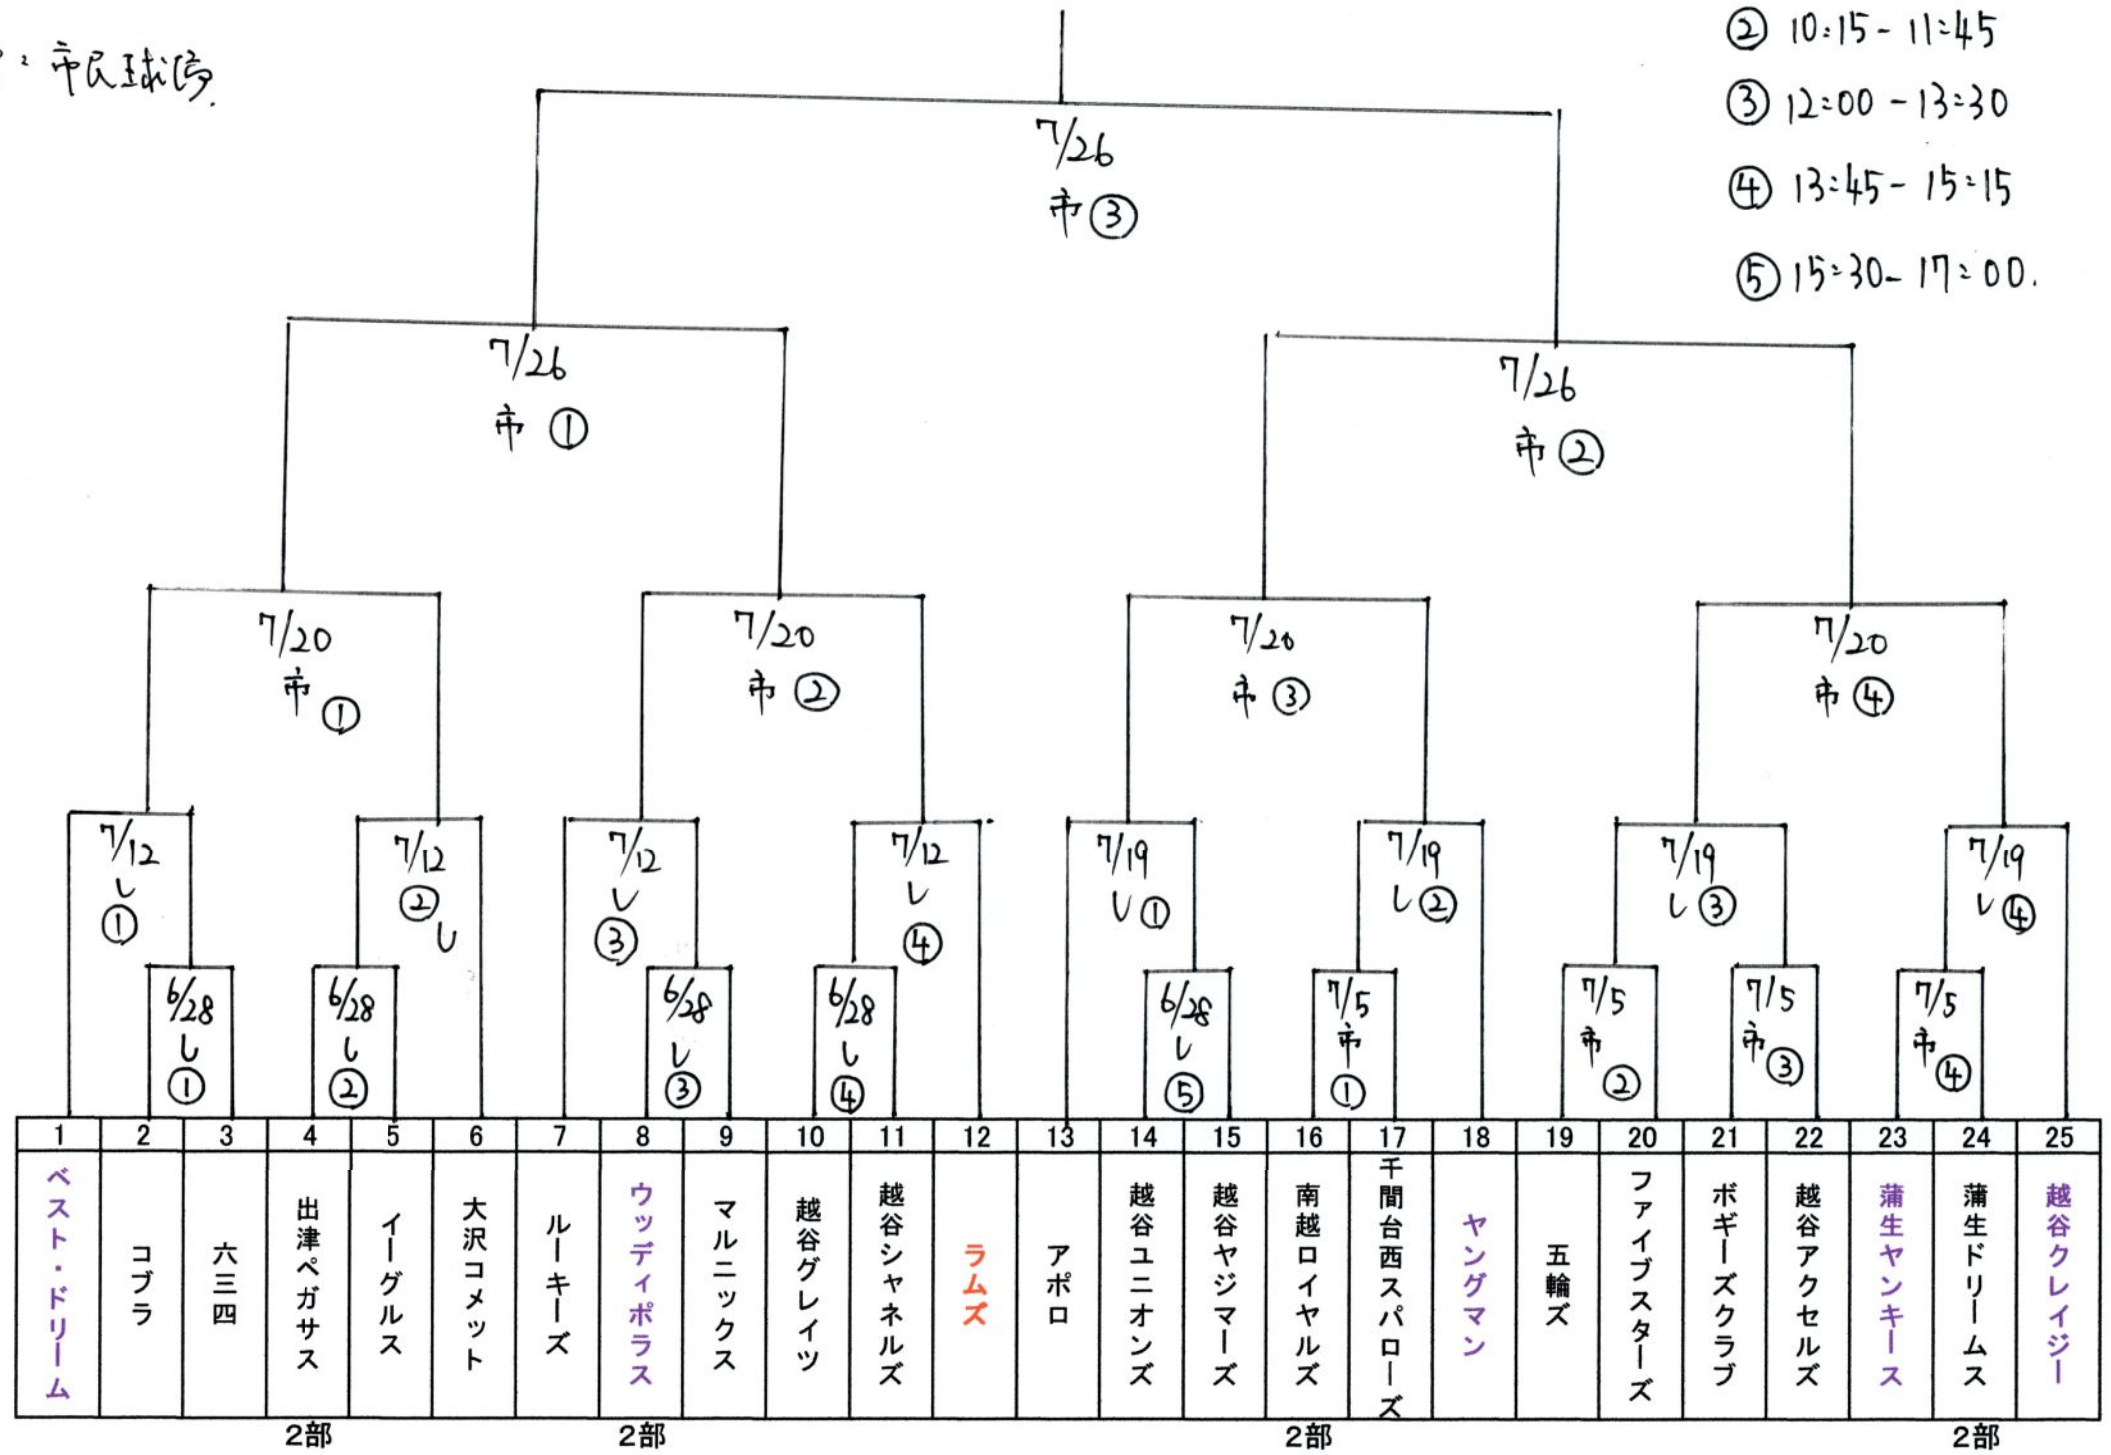 : 市民球場.
② 10:15- 11:45
③ 12:00 - 13:30
④ 13:45- 15:15
⑤ 15:30- 17:00.
7/26
市 ③
7/26
市 ①
7/26
市 ②
7/20
市 ①
7/20
市 ②
7/20
市 ③
7/20
市 ④
7/12
し
①
7/12
②
し
7/12
し
③
7/12
し
④
7/19
し ①
7/19
し ②
7/19
し ③
7/19
し ④
6/28
し
①
6/28
し
②
6/28
し
③
6/28
し
④
6/28
し
⑤
7/5
市
①
7/5
市
②
7/5
市
③
7/5
市
④
1 2 3 4 5 6 7 8 9 10 11 12 13 14 15 16 17 18 19 20 21 22 23 24 25
ベスト・ドリーム
コブラ
六三四
出津ペガサス
イーグルス
大沢コメット
ルーキーズ
ウッディポラス
マルニックス
越谷グレイツ
越谷シャネルズ
ラムズ
アポロ
越谷ユニオンズ
越谷ヤジマーズ
南越ロイヤルズ
千間台西スパローズ
ヤングマン
五輪ズ
ファイブスターズ
ボギーズクラブ
越谷アクセルズ
蒲生ヤンキース
蒲生ドリームス
越谷クレイジー
2部 2部 2部 2部